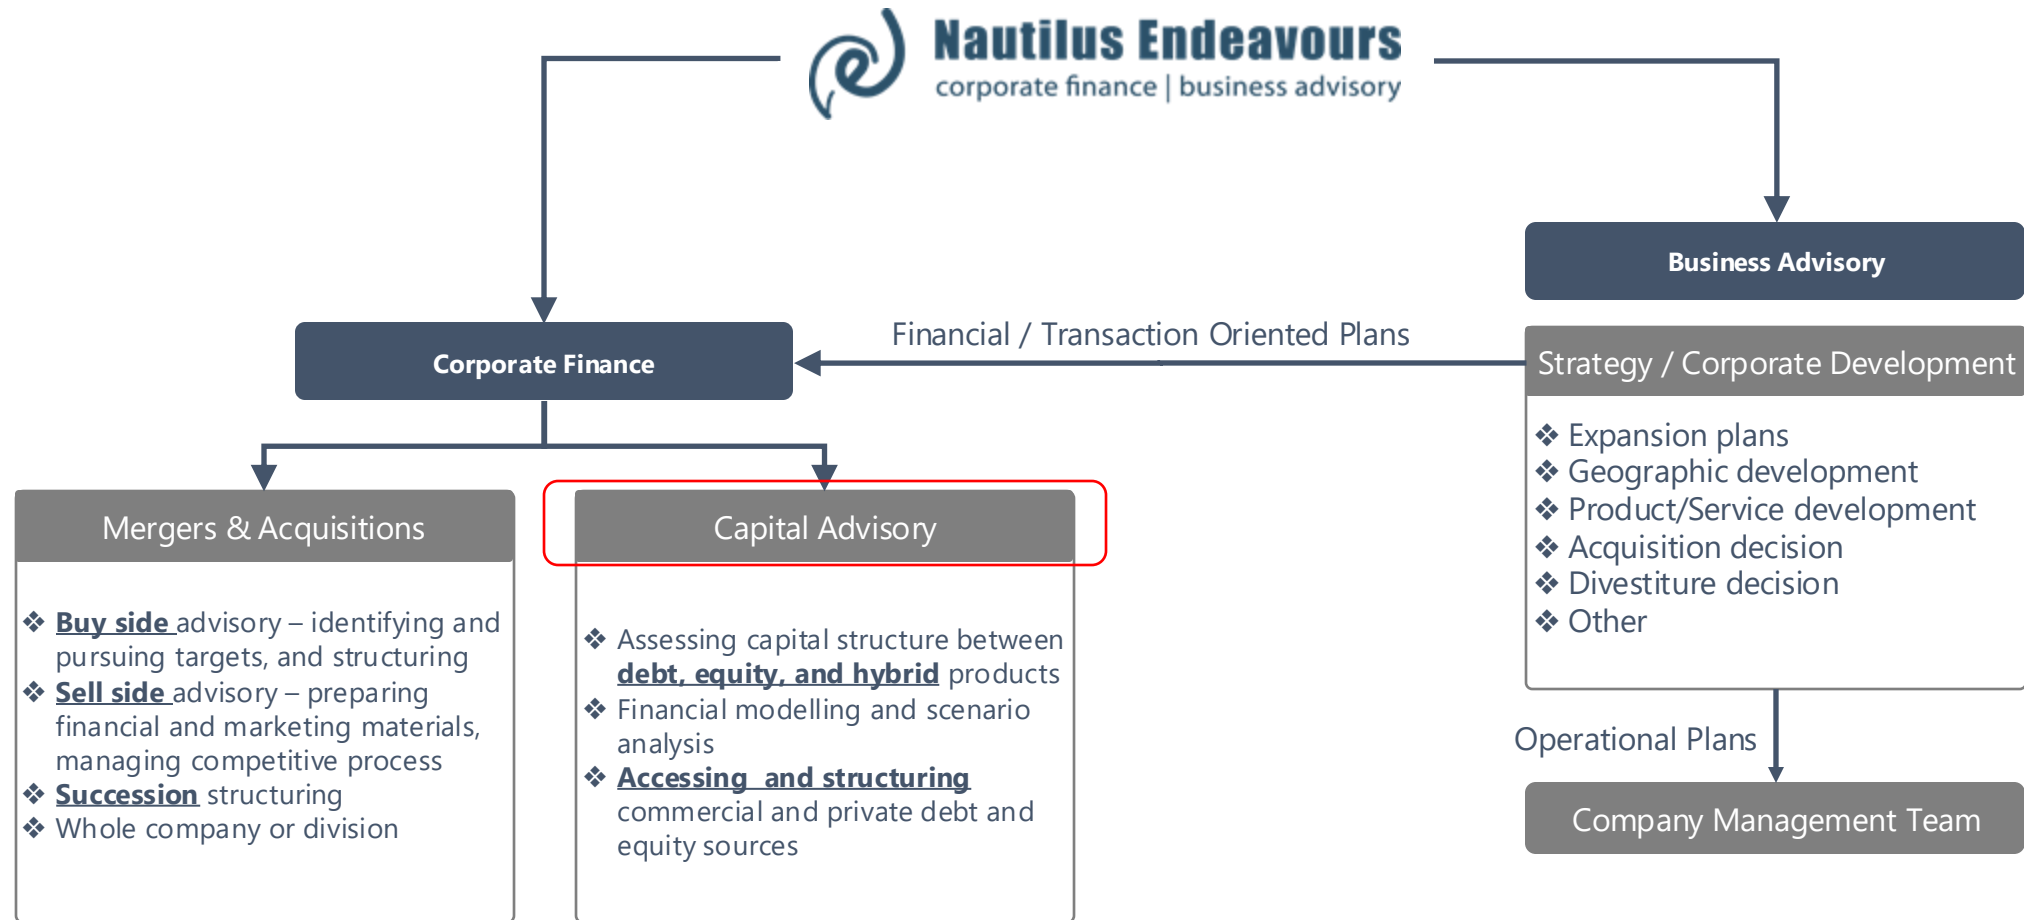 Nautilus Endeavours
corporate finance | business advisory
Business Advisory
Financial / Transaction Oriented Plans
Corporate Finance
Strategy / Corporate Development
❖ Expansion plans
❖ Geographic development
❖ Product/Service development
❖ Acquisition decision
❖ Divestiture decision
❖ Other
Mergers & Acquisitions
❖ Buy side advisory – identifying and
pursuing targets, and structuring
❖ Sell side advisory – preparing
financial and marketing materials,
managing competitive process
❖ Succession structuring
❖ Whole company or division
Capital Advisory
❖ Assessing capital structure between
debt, equity, and hybrid products
❖ Financial modelling and scenario
analysis
❖ Accessing and structuring
commercial and private debt and
equity sources
Operational Plans
Company Management Team